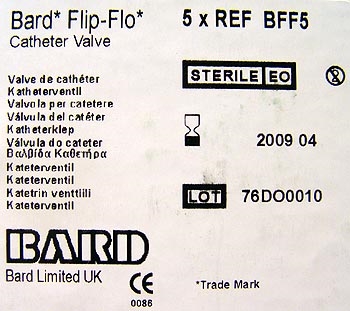 Bard* Flip-Flo*
Catheter Valve
5 x REF BFF5
STERILE EO
Valve de cathéter
Katheterventil
Valvola per catetere
Válvula del catéter
Katheterklep
Válvula do cateter
Βαλβίδα Καθετήρα
Kateterventil
Kateterventil
Katetrin venttiili
Kateterventil
2009 04
LOT 76DO0010
BARD
Bard Limited UK
CE
0086
*Trade Mark